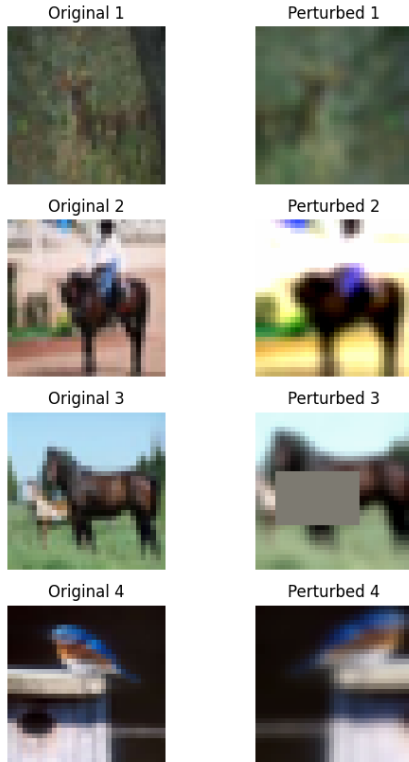 Original 1
Perturbed 1
Original 2
Perturbed 2
Original 3
Perturbed 3
Original 4
Perturbed 4